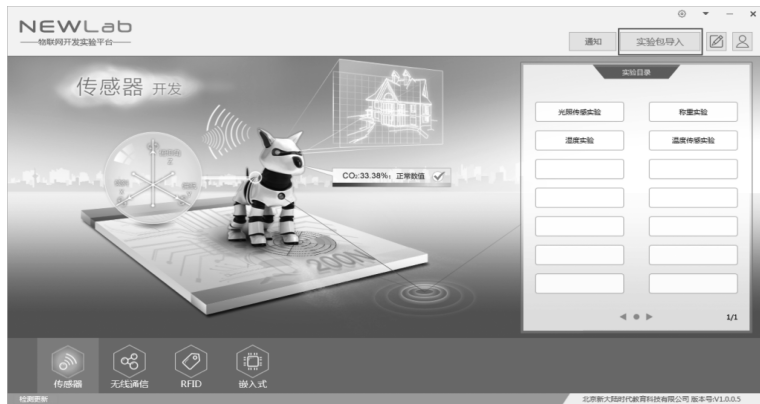 NEWLab
——物联网开发实验平台——
通知
实验包导入
传感器 开发
CO₂:33.38%; 正常数值
200N
实验目录
光照传感实验
称重实验
湿度实验
温度传感实验
1/1
传感器
无线通信
RFID
嵌入式
检测更新
北京新大陆时代教育科技有限公司 版本号:V1.0.0.5